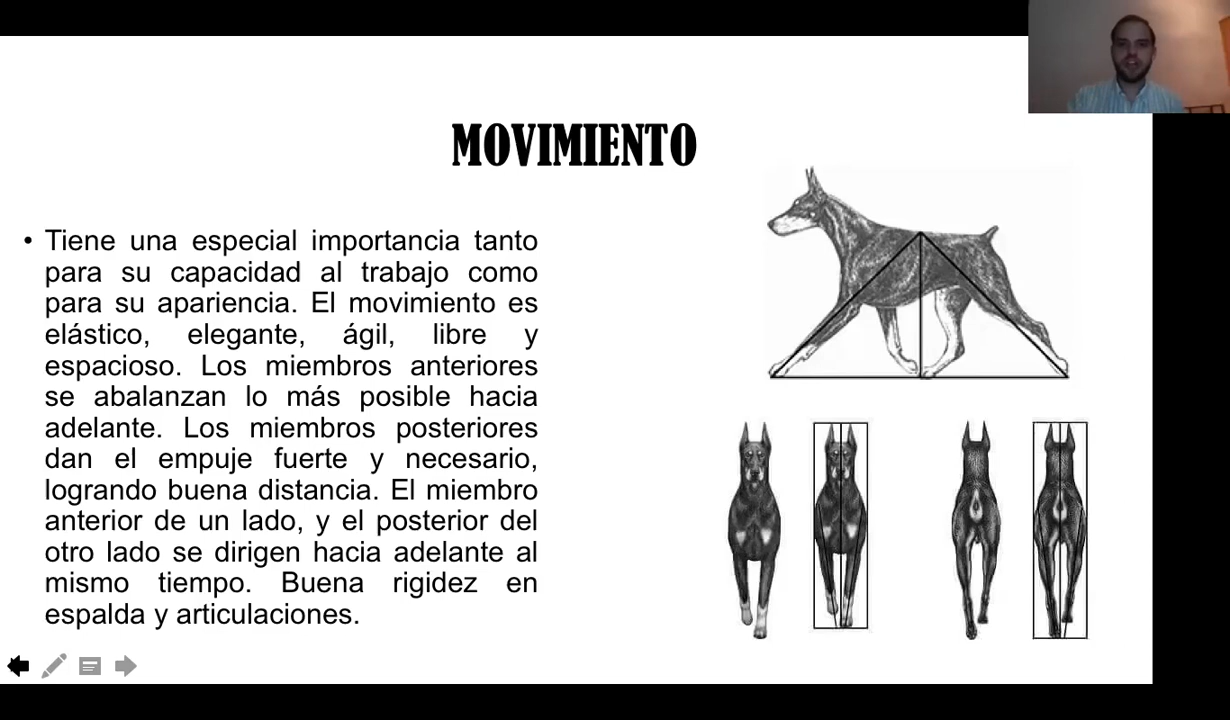 MOVIMIENTO
• Tiene una especial importancia tanto
para su capacidad al trabajo como
para su apariencia. El movimiento es
elástico, elegante, ágil, libre y
espacioso. Los miembros anteriores
se abalanzan lo más posible hacia
adelante. Los miembros posteriores
dan el empuje fuerte y necesario,
logrando buena distancia. El miembro
anterior de un lado, y el posterior del
otro lado se dirigen hacia adelante al
mismo tiempo. Buena rigidez en
espalda y articulaciones.